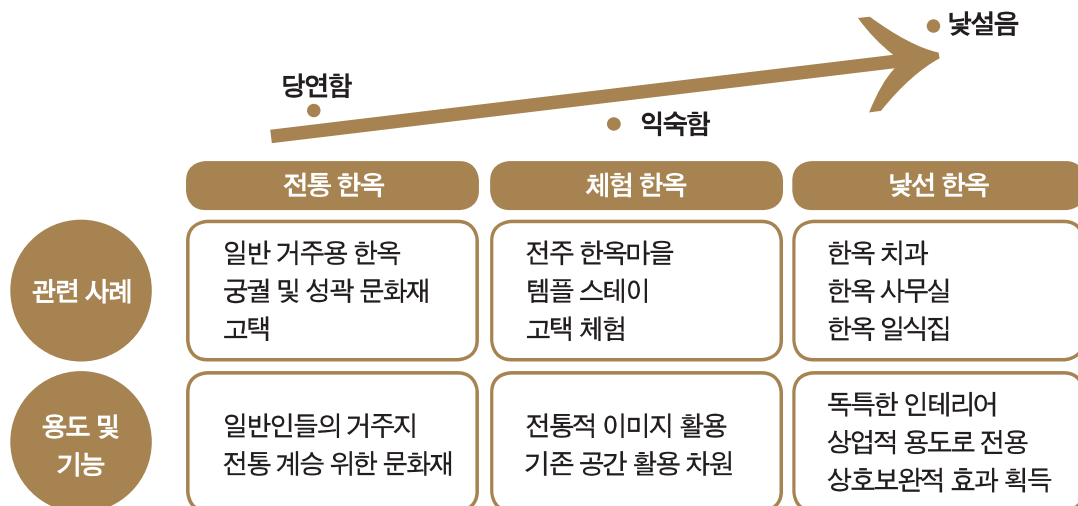 낯설음
당연함
익숙함
전통 한옥
체험 한옥
낯선 한옥
관련 사례
일반 거주용 한옥
궁궐 및 성곽 문화재
고택
전주 한옥마을
템플 스테이
고택 체험
한옥 치과
한옥 사무실
한옥 일식집
용도 및
기능
일반인들의 거주지
전통 계승 위한 문화재
전통적 이미지 활용
기존 공간 활용 차원
독특한 인테리어
상업적 용도로 전용
상호보완적 효과 획득